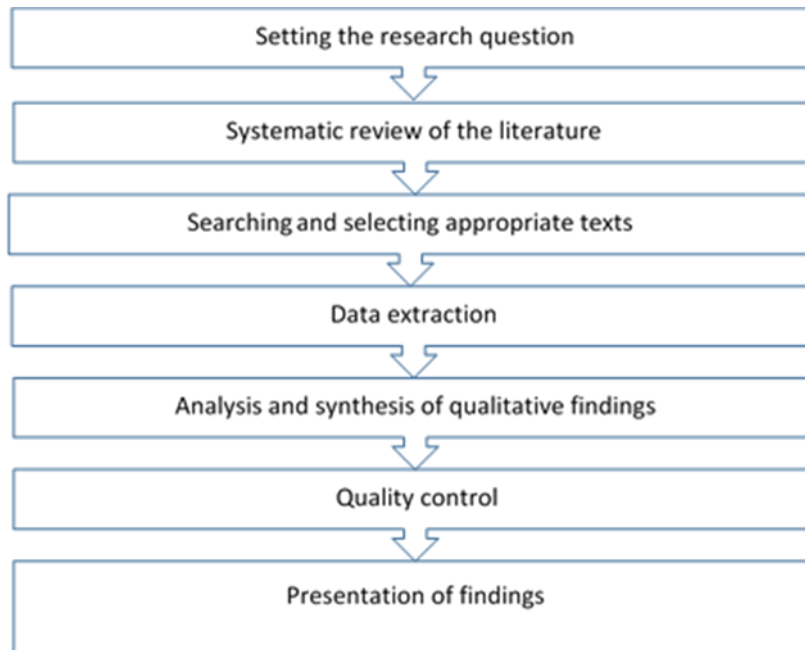 Setting the research question
Systematic review of the literature
Searching and selecting appropriate texts
Data extraction
Analysis and synthesis of qualitative findings
Quality control
Presentation of findings